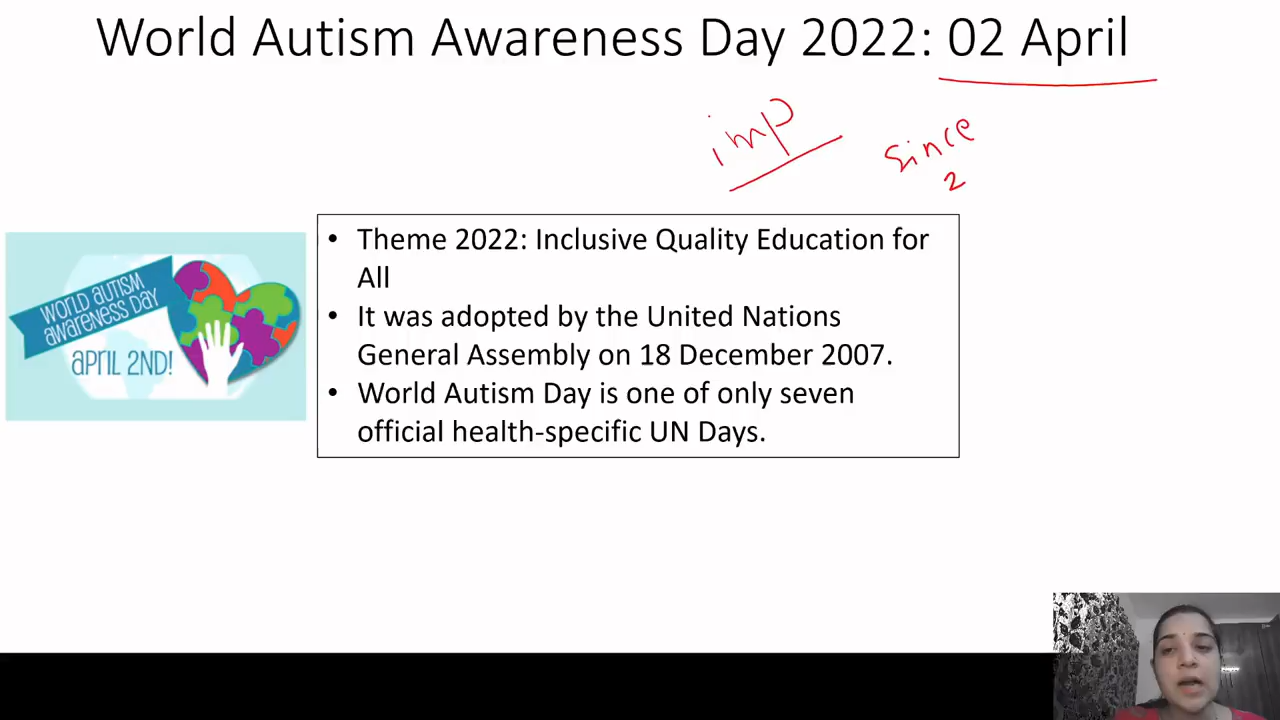 World Autism Awareness Day 2022: 02 April
imp
since
2
WORLD AUTISM
awareness DAY
APRIL 2ND!
• Theme 2022: Inclusive Quality Education for
All
• It was adopted by the United Nations
General Assembly on 18 December 2007.
• World Autism Day is one of only seven
official health-specific UN Days.